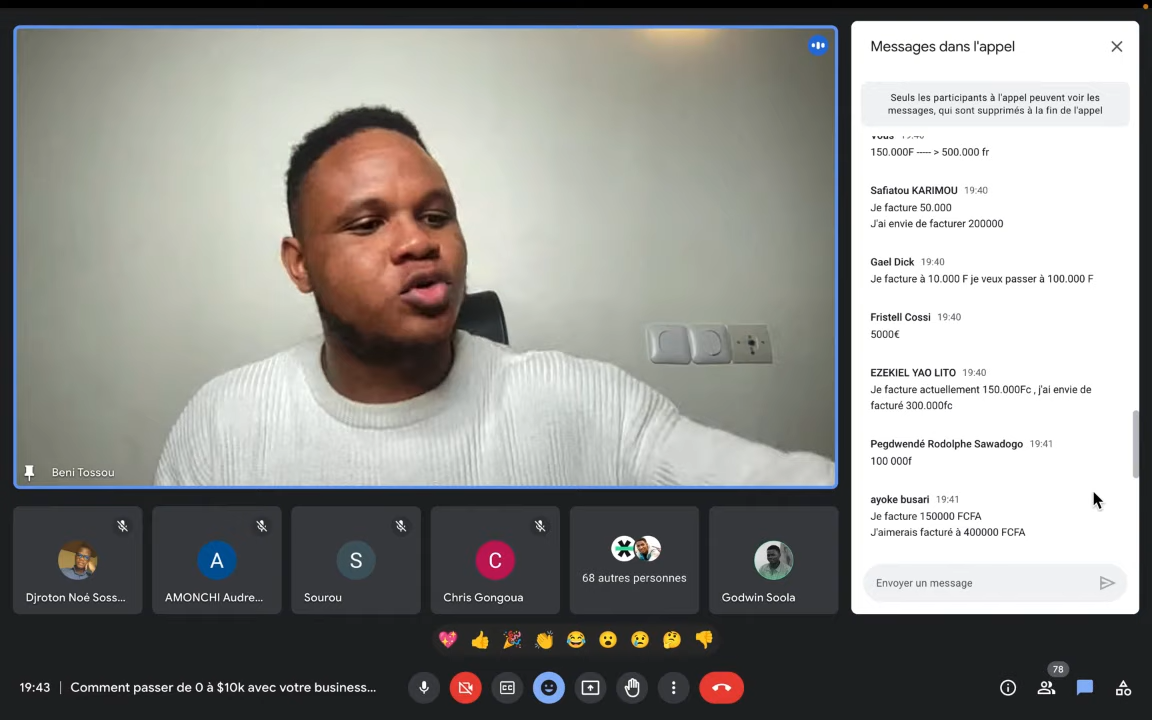 Messages dans l'appel
Seuls les participants à l'appel peuvent voir les
messages, qui sont supprimés à la fin de l'appel
Vous 19:40
150.000F ----- > 500.000 fr
Safiatou KARIMOU 19:40
Je facture 50.000
J'ai envie de facturer 200000
Gael Dick 19:40
Je facture à 10.000 F je veux passer à 100.000 F
Fristell Cossi 19:40
5000€
EZEKIEL YAO LITO 19:40
Je facture actuellement 150.000Fc , j'ai envie de
facturé 300.000fc
Pegdwendé Rodolphe Sawadogo 19:41
100 000f
ayoke busari 19:41
Je facture 150000 FCFA
J'aimerais facturé à 400000 FCFA
Envoyer un message
Beni Tossou
Djroton Noé Soss...
A
AMONCHI Audre...
S
Sourou
C
Chris Gongoua
68 autres personnes
Godwin Soola
19:43 | Comment passer de 0 à $10k avec votre business...
78